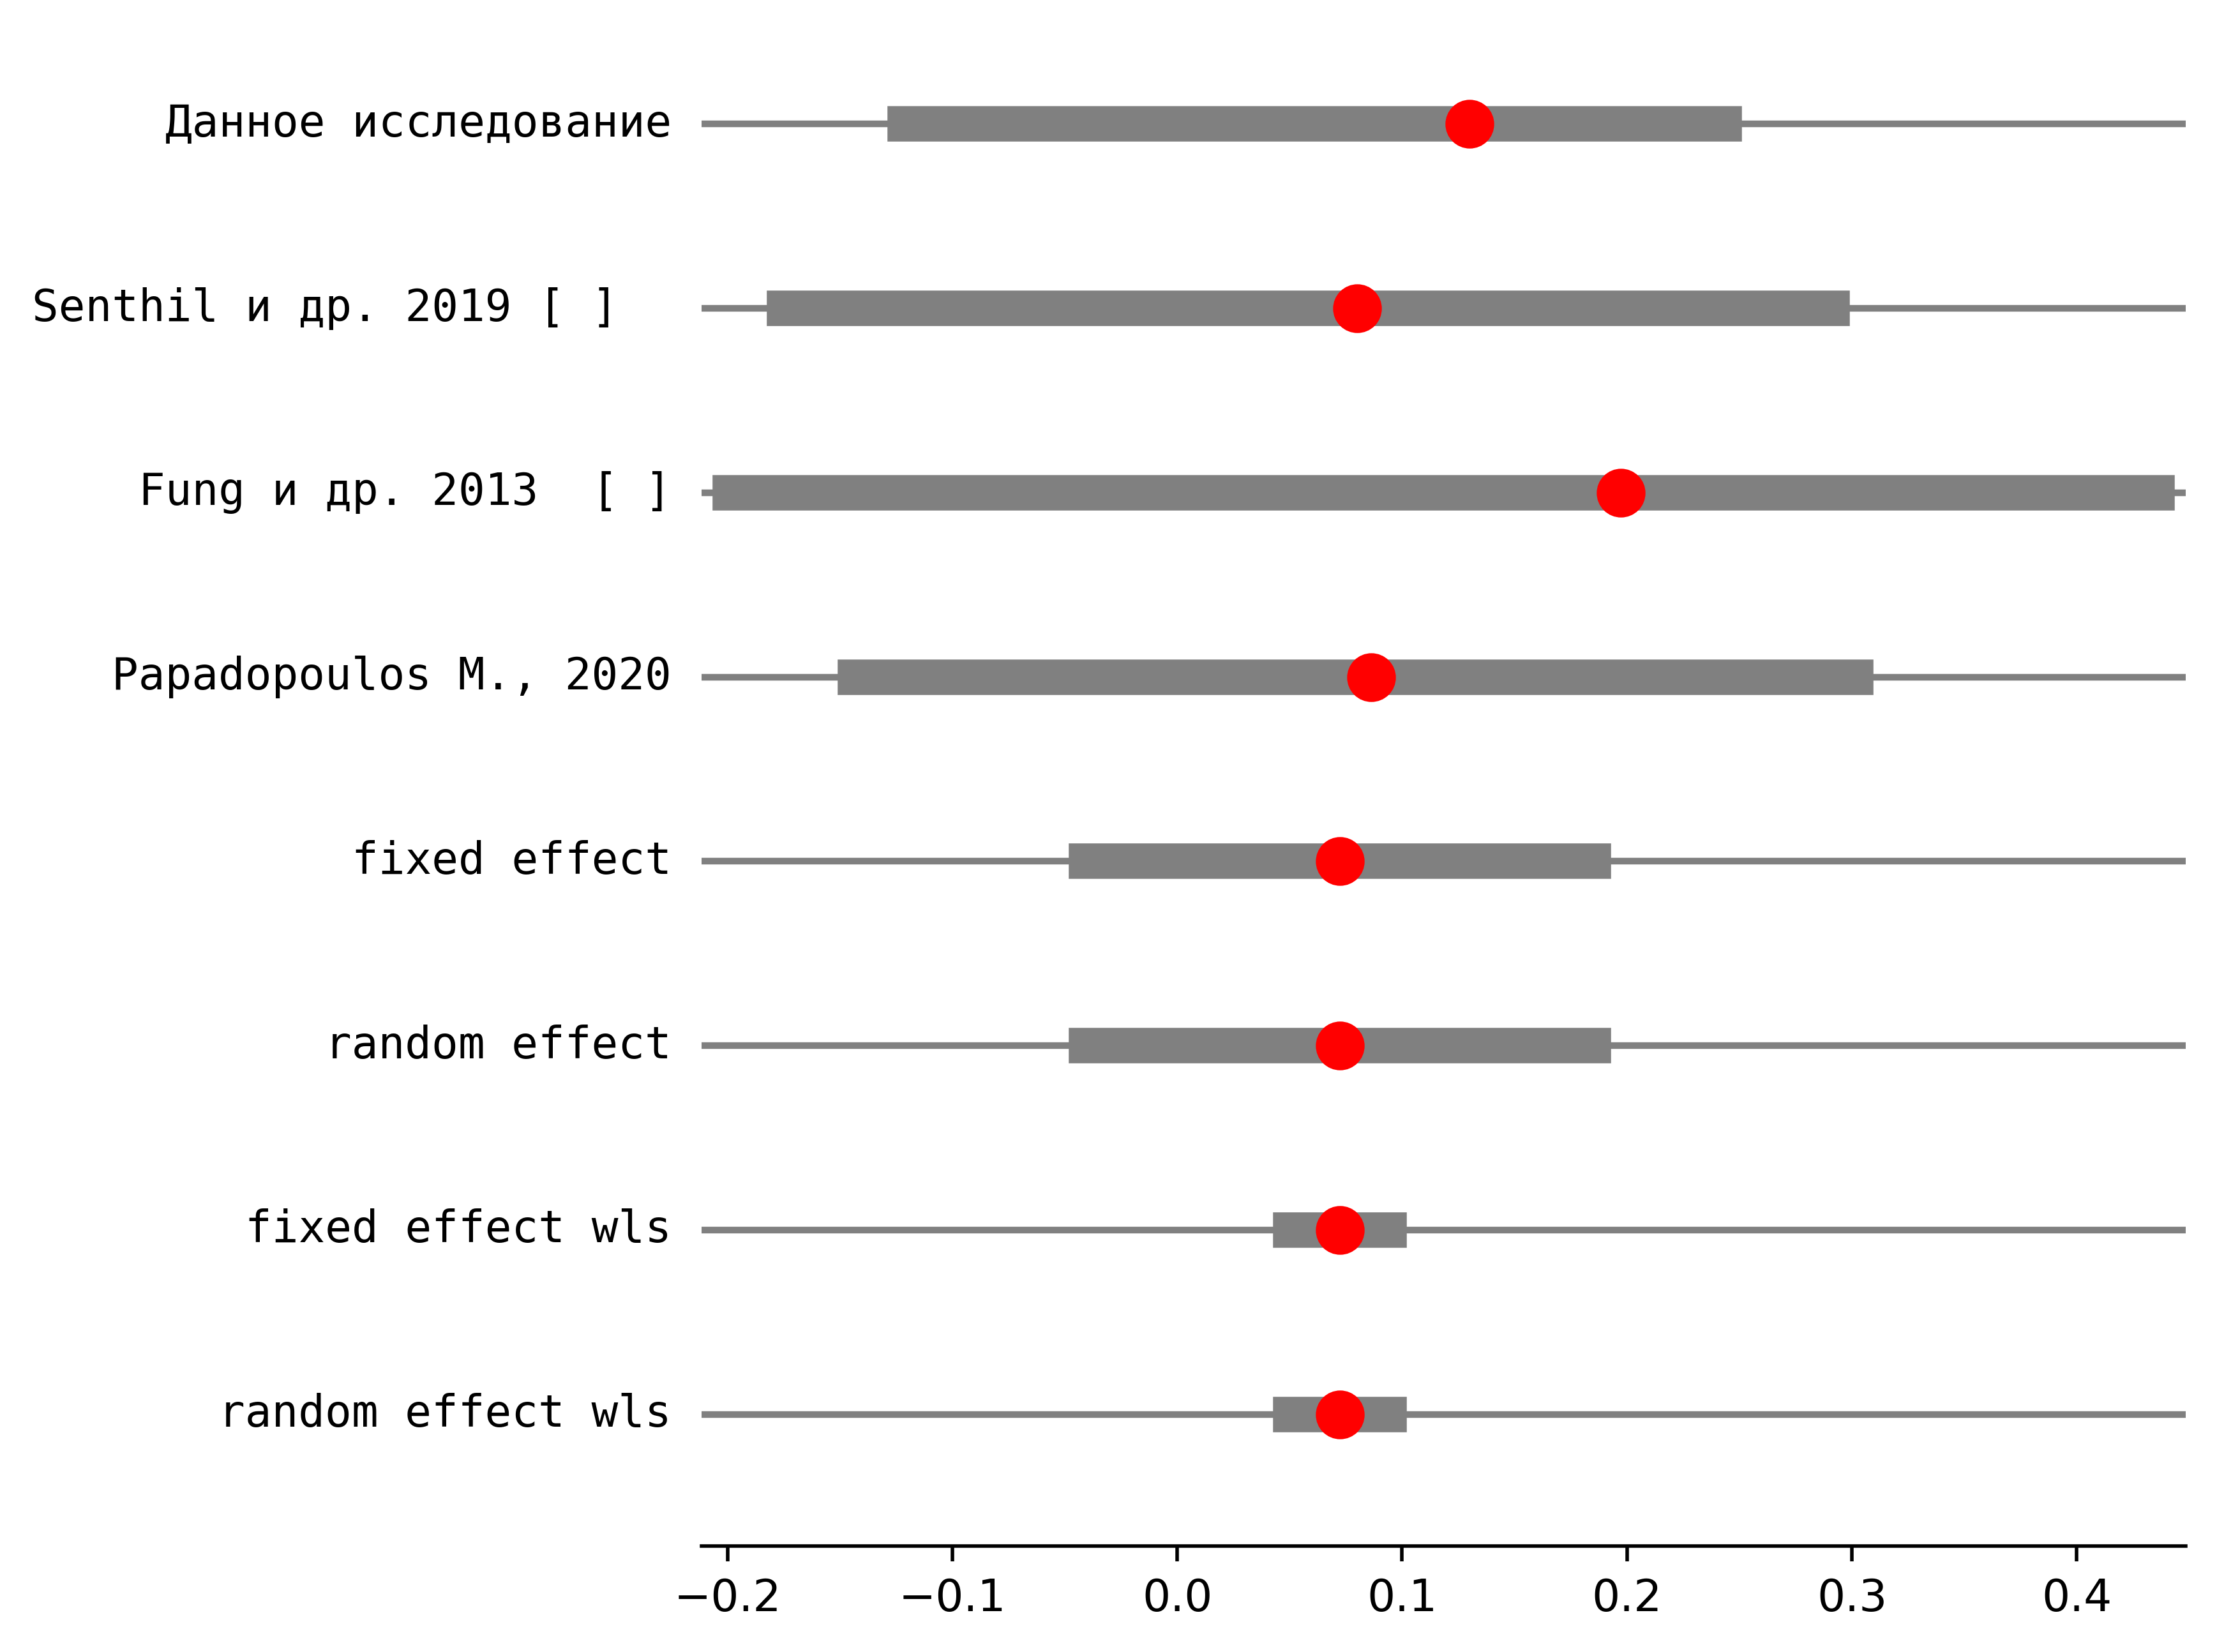 Данное исследование
Senthil и др. 2019 [ ]
Fung и др. 2013  [ ]
Papadopoulos M., 2020
fixed effect
random effect
fixed effect wls
random effect wls
−0.2 −0.1 0.0 0.1 0.2 0.3 0.4